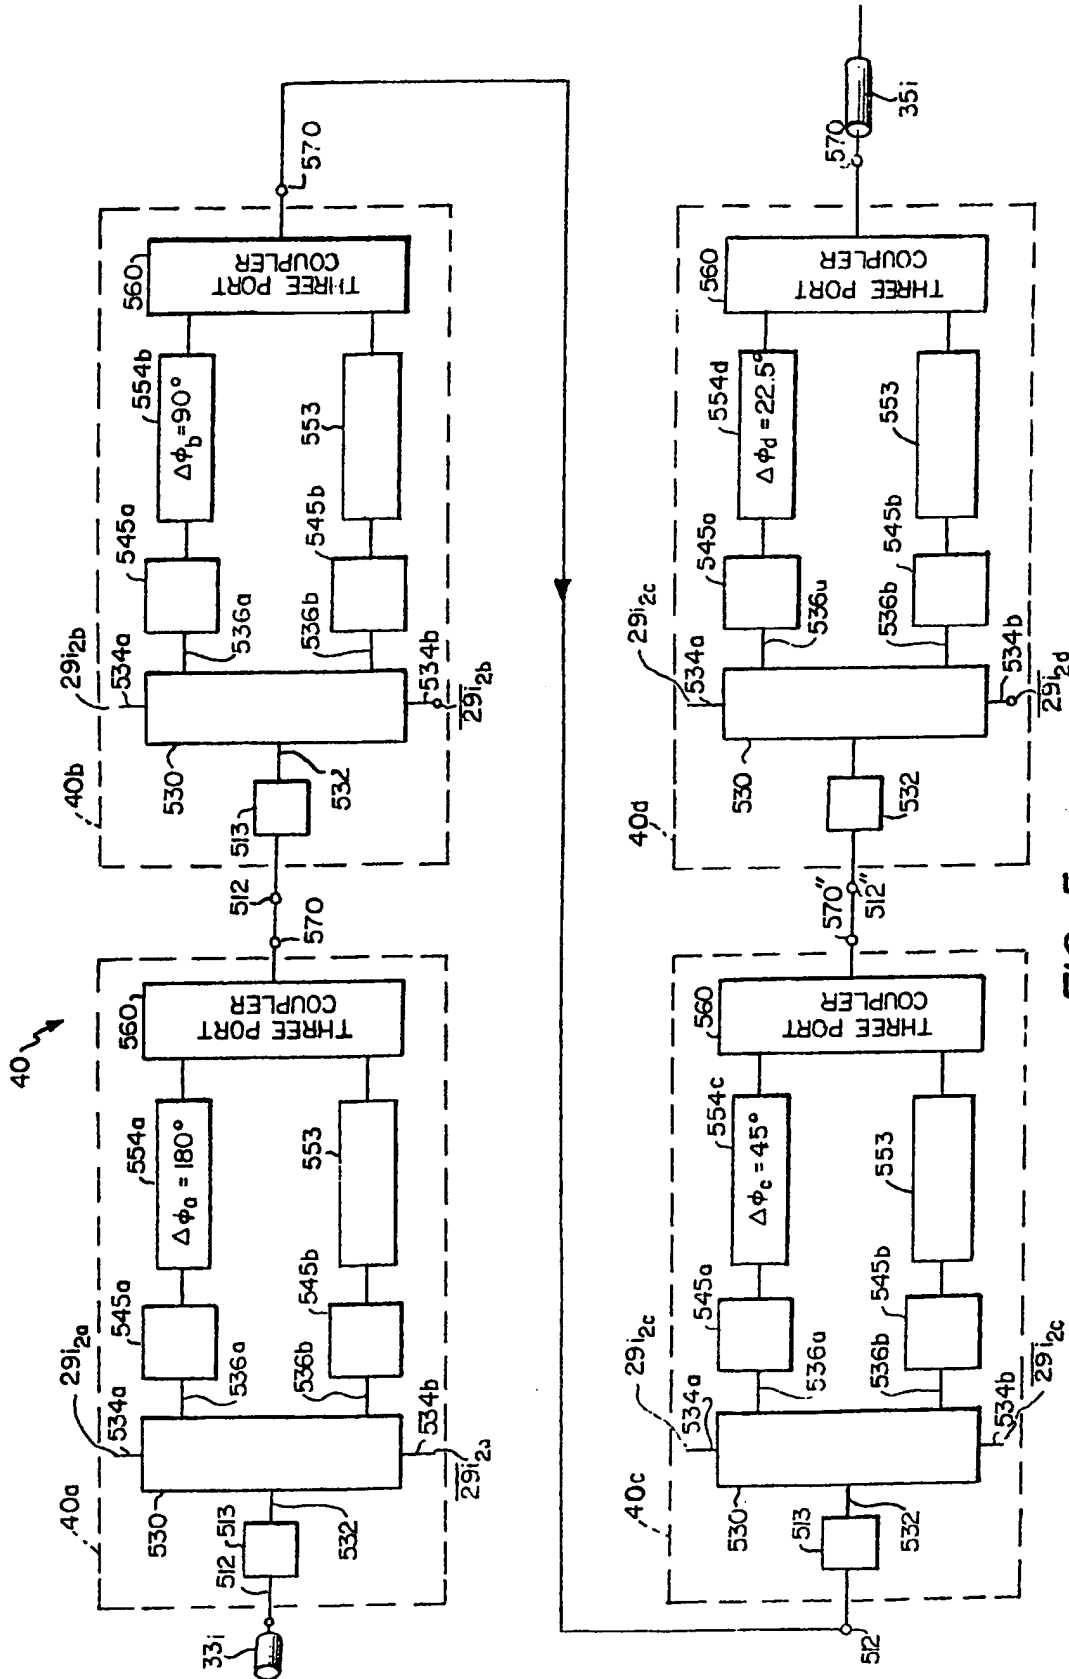 40
33i
512
513
532
40a
530
29i2a
534a
534b
29i2a
536a
536b
545a
545b
554a
Δϕa = 180°
553
560
THREE PORT
COUPLER
570
512
513
532
40b
530
29i2b
534a
534b
29i2b
536a
536b
545a
545b
554b
Δϕb = 90°
553
560
THREE PORT
COUPLER
570
512
513
532
40c
530
29i2c
534a
534b
29i2c
536a
536b
545a
545b
554c
Δϕc = 45°
553
560
THREE PORT
COUPLER
570"
512"
532
40d
530
29i2c
534a
534b
29i2d
536u
536b
545a
545b
554d
Δϕd = 22.5°
553
560
THREE PORT
COUPLER
570
35i